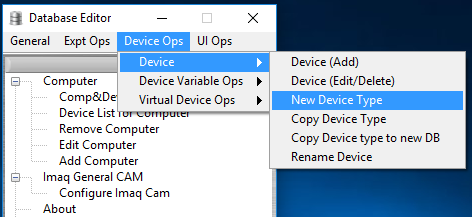 Database Editor
General Expt Ops Device Ops UI Ops
Device
Device Variable Ops
Virtual Device Ops
Device (Add)
Device (Edit/Delete)
New Device Type
Copy Device Type
Copy Device type to new DB
Rename Device
Computer
Comp&De
Device List for Computer
Remove Computer
Edit Computer
Add Computer
Imaq General CAM
Configure Imaq Cam
About